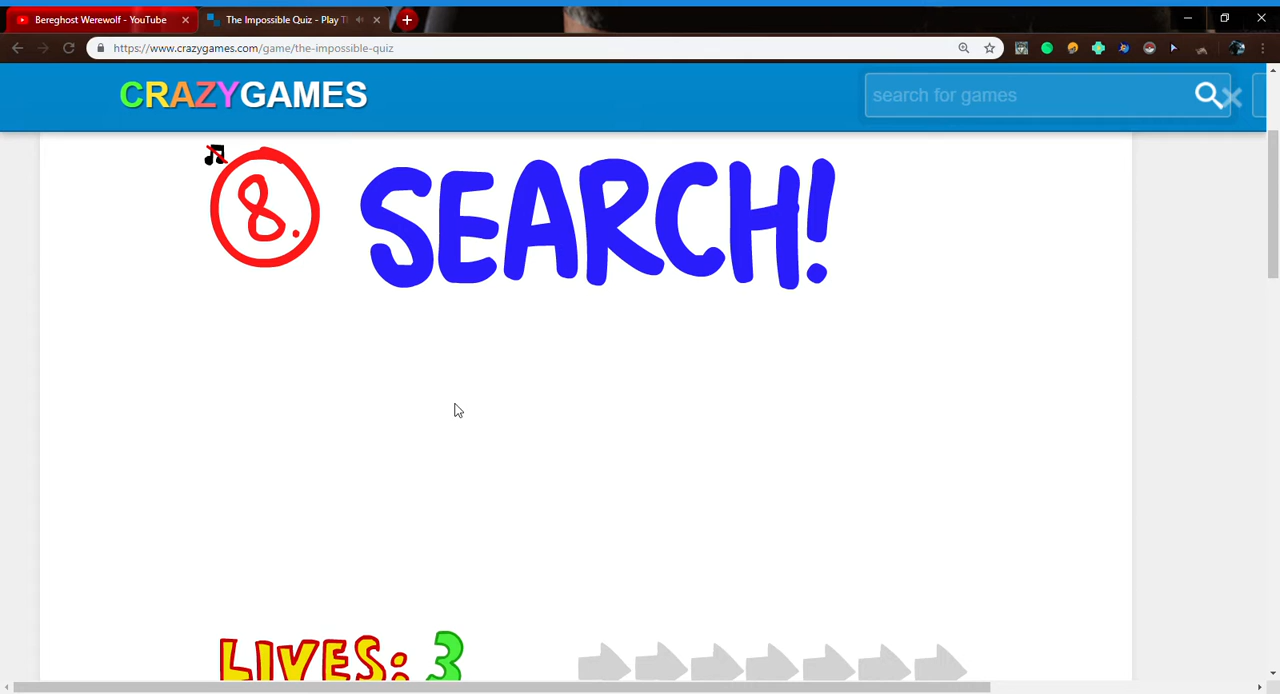 Bereghost Werewolf - YouTube
The Impossible Quiz - Play T
https://www.crazygames.com/game/the-impossible-quiz
CRAZYGAMES
search for games
8.
SEARCH!
LIVES: 3